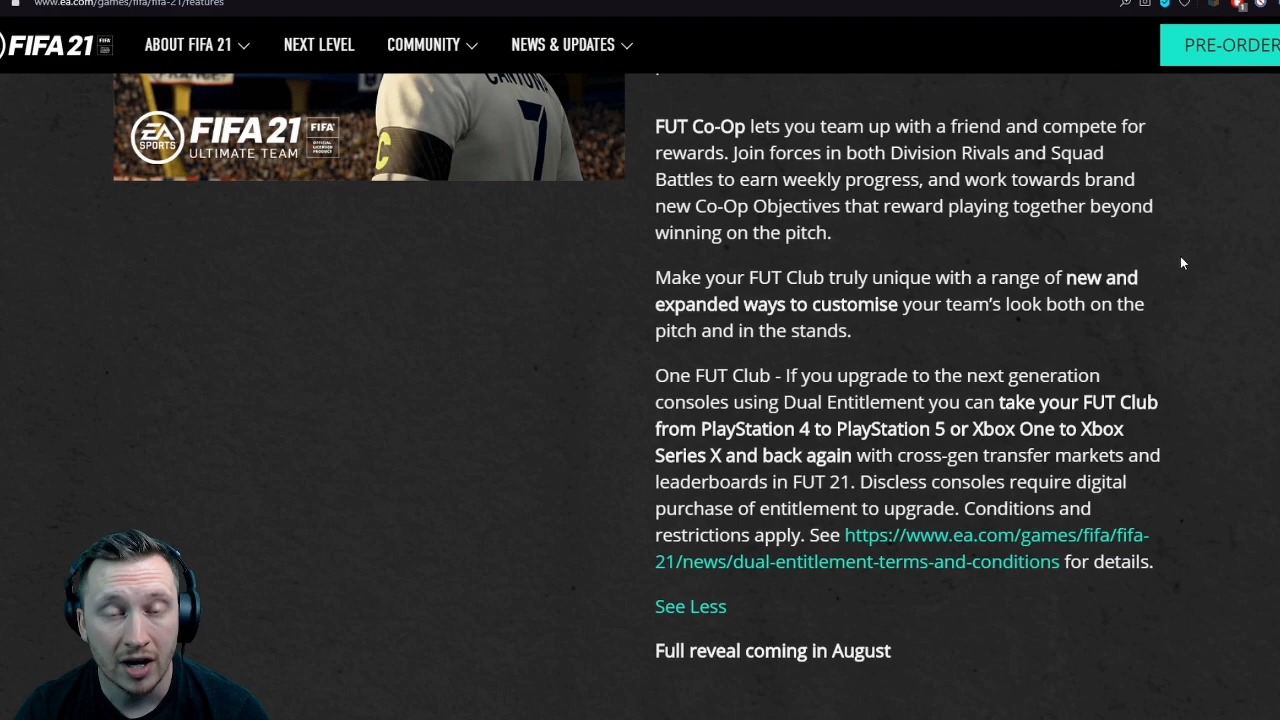 www.ea.com/games/fifa/fifa-21/features
FIFA 21
ABOUT FIFA 21
NEXT LEVEL
COMMUNITY
NEWS & UPDATES
PRE-ORDER
CANTONA
7
C
EA
SPORTS
FIFA 21
ULTIMATE TEAM
FIFA
FUT Co-Op lets you team up with a friend and compete for
rewards. Join forces in both Division Rivals and Squad
Battles to earn weekly progress, and work towards brand
new Co-Op Objectives that reward playing together beyond
winning on the pitch.
Make your FUT Club truly unique with a range of new and
expanded ways to customise your team’s look both on the
pitch and in the stands.
One FUT Club - If you upgrade to the next generation
consoles using Dual Entitlement you can take your FUT Club
from PlayStation 4 to PlayStation 5 or Xbox One to Xbox
Series X and back again with cross-gen transfer markets and
leaderboards in FUT 21. Discless consoles require digital
purchase of entitlement to upgrade. Conditions and
restrictions apply. See https://www.ea.com/games/fifa/fifa-
21/news/dual-entitlement-terms-and-conditions for details.
See Less
Full reveal coming in August